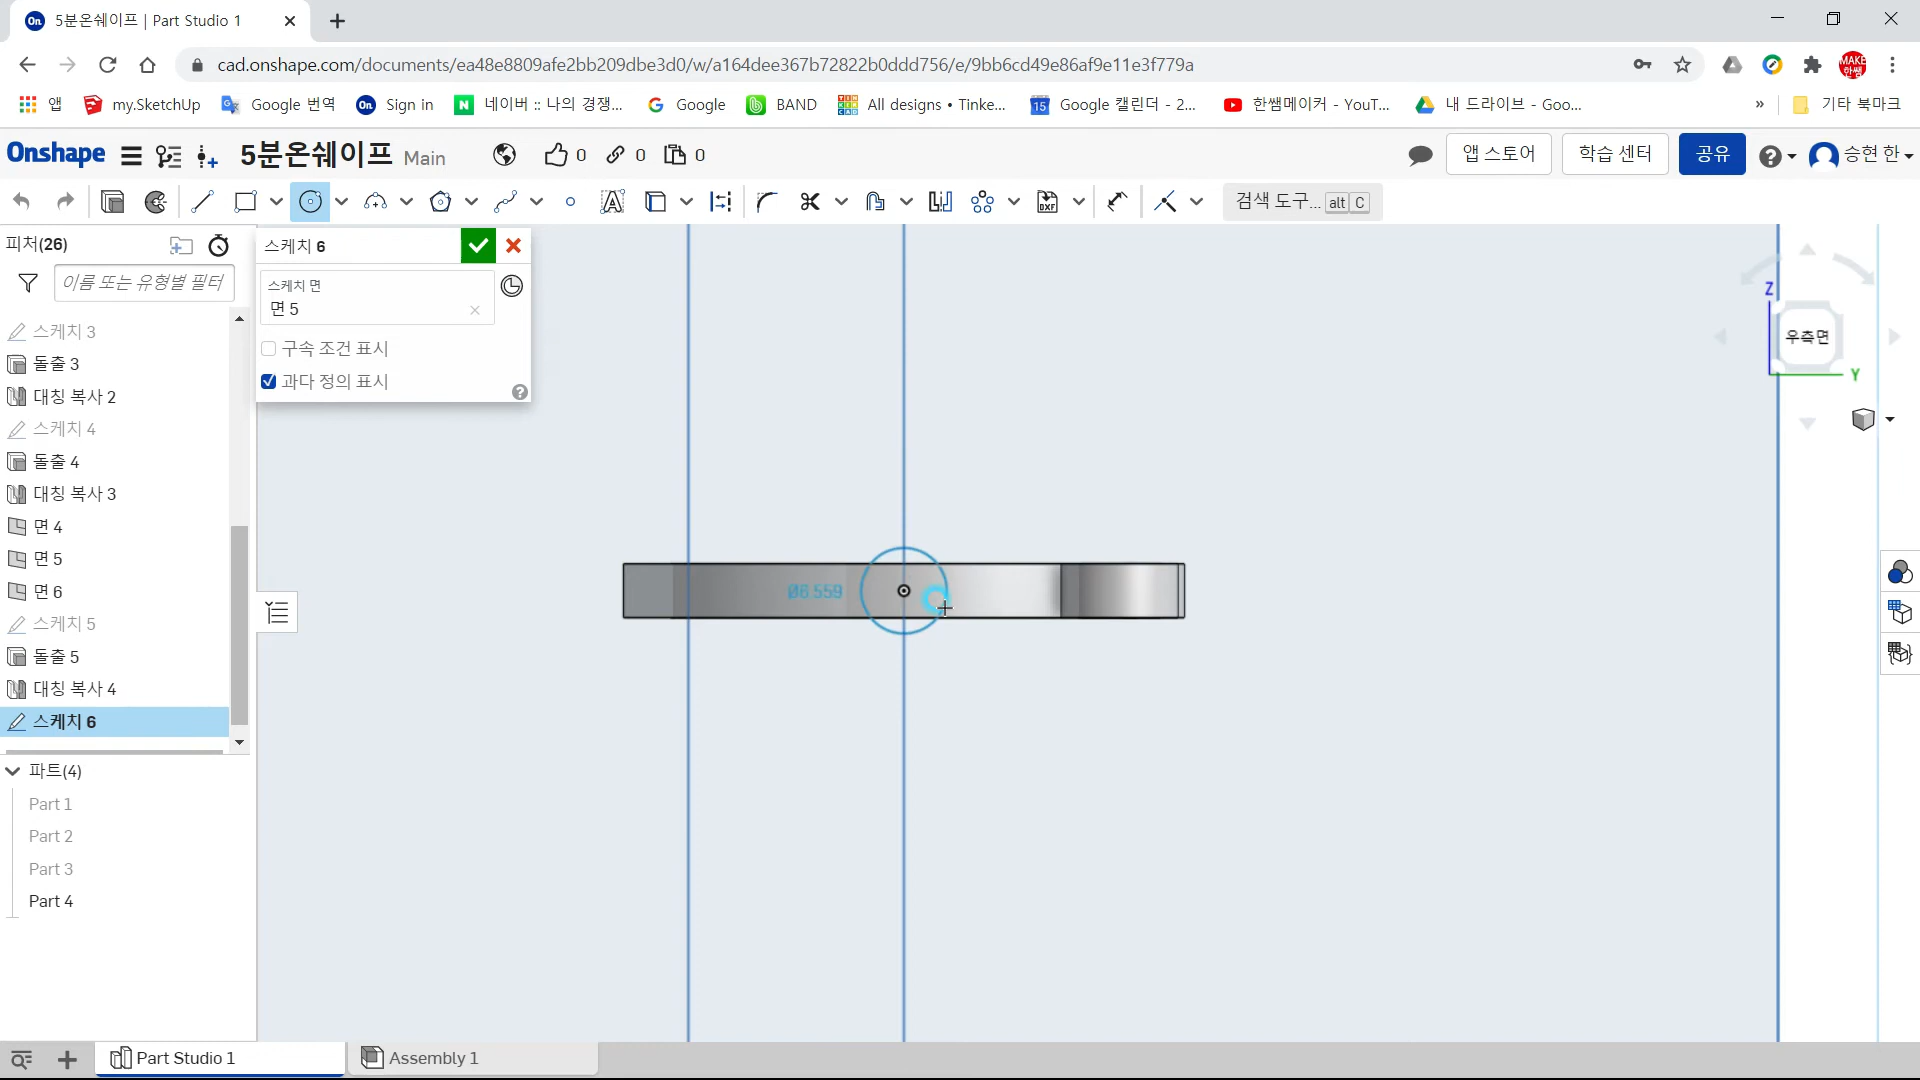 5분온쉐이프 | Part Studio 1
cad.onshape.com/documents/ea48e8809afe2bb209dbe3d0/w/a164dee367b72822b0ddd756/e/9bb6cd49e86af9e11e3f779a
MAKE
한쌤
앱 my.SketchUp Google 번역 Sign in 네이버 :: 나의 경쟁... Google BAND All designs • Tinke... Google 캘린더 - 2... 한쌤메이커 - YouT... 내 드라이브 - Goo... » 기타 북마크
Onshape 5분온쉐이프 Main 0 0 0 앱 스토어 학습 센터 공유 승현 한
검색 도구... alt C
피처(26)
이름 또는 유형별 필터
스케치 3
돌출 3
대칭 복사 2
스케치 4
돌출 4
대칭 복사 3
면 4
면 5
면 6
스케치 5
돌출 5
대칭 복사 4
스케치 6
파트(4)
Part 1
Part 2
Part 3
Part 4
스케치 6
스케치 면
면 5
구속 조건 표시
과다 정의 표시
Ø6.559
Z
우측면
Y
Part Studio 1
Assembly 1